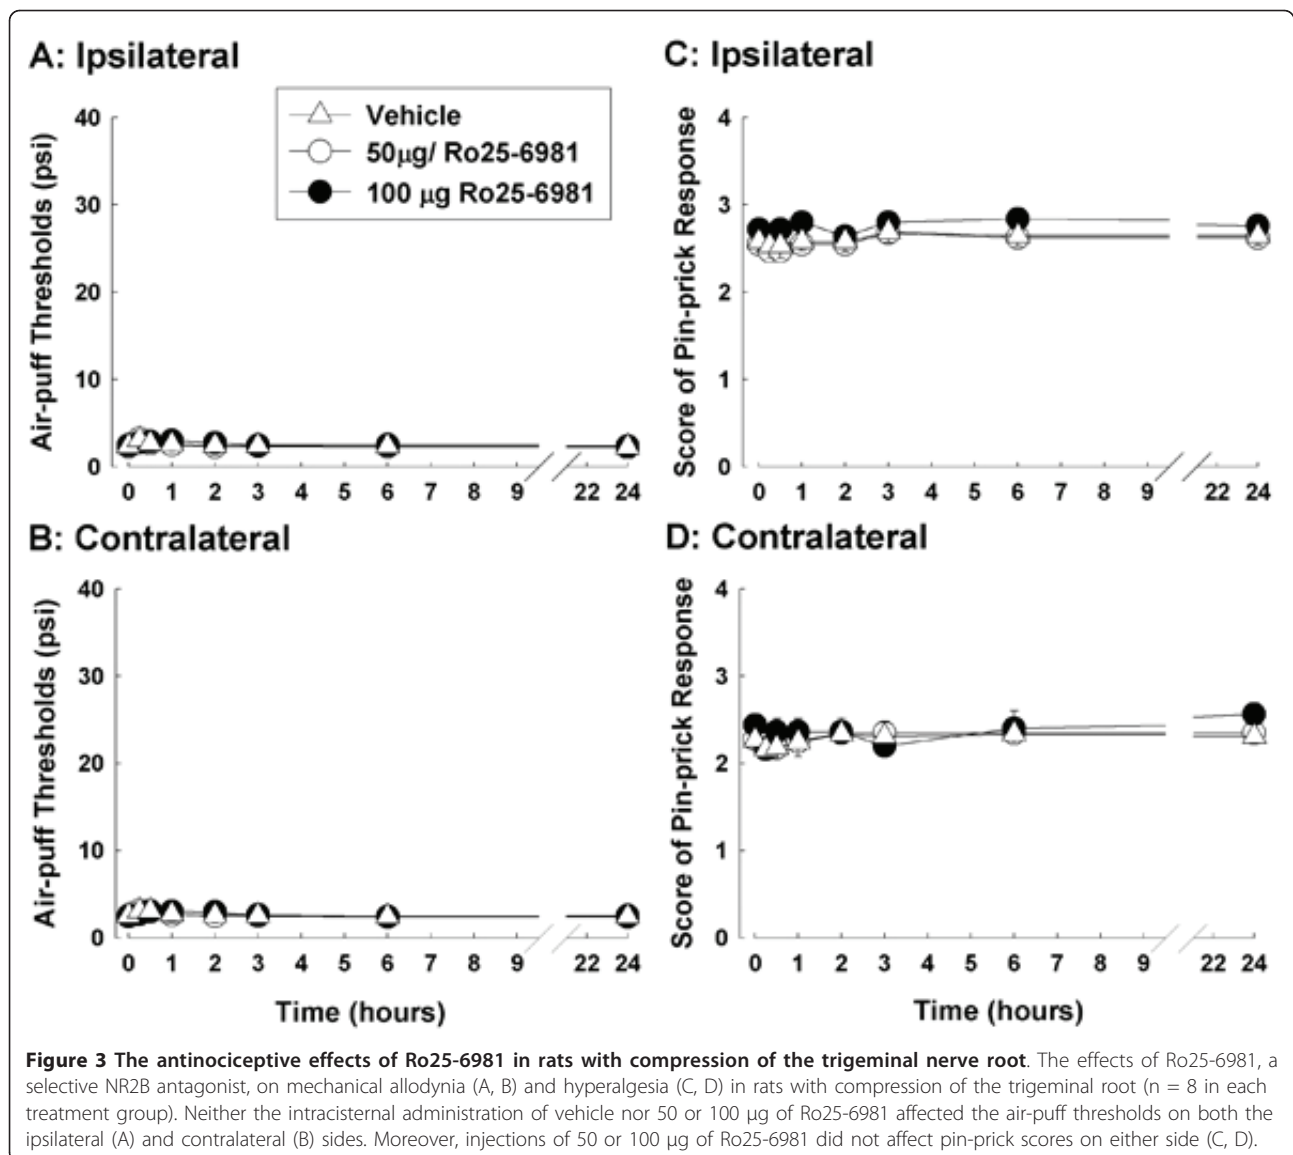 A: Ipsilateral
Air-puff Thresholds (psi)
40
30
20
10
0
Vehicle
50μg/ Ro25-6981
100 μg Ro25-6981
0 1 2 3 4 5 6 7 8 9 22 24
C: Ipsilateral
Score of Pin-prick Response
4
3
2
1
0
0 1 2 3 4 5 6 7 8 9 22 24
B: Contralateral
Air-puff Thresholds (psi)
40
30
20
10
0
0 1 2 3 4 5 6 7 8 9 22 24
Time (hours)
D: Contralateral
Score of Pin-prick Response
4
3
2
1
0
0 1 2 3 4 5 6 7 8 9 22 24
Time (hours)
Figure 3 The antinociceptive effects of Ro25-6981 in rats with compression of the trigeminal nerve root. The effects of Ro25-6981, a
selective NR2B antagonist, on mechanical allodynia (A, B) and hyperalgesia (C, D) in rats with compression of the trigeminal root (n = 8 in each
treatment group). Neither the intracisternal administration of vehicle nor 50 or 100 μg of Ro25-6981 affected the air-puff thresholds on both the
ipsilateral (A) and contralateral (B) sides. Moreover, injections of 50 or 100 μg of Ro25-6981 did not affect pin-prick scores on either side (C, D).